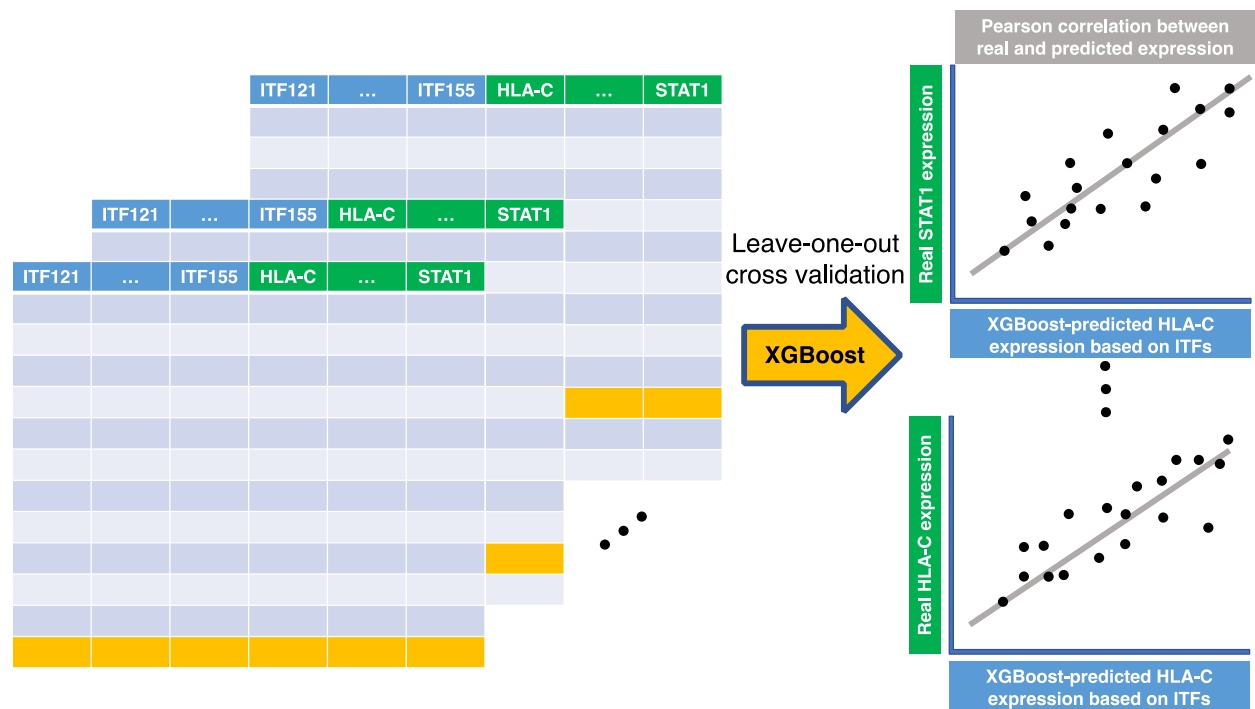 ITF121 ... ITF155 HLA-C ... STAT1
ITF121 ... ITF155 HLA-C ... STAT1
ITF121 ... ITF155 HLA-C ... STAT1
Leave-one-out
cross validation
XGBoost
Pearson correlation between
real and predicted expression
Real STAT1 expression
XGBoost-predicted HLA-C
expression based on ITFs
Real HLA-C expression
XGBoost-predicted HLA-C
expression based on ITFs